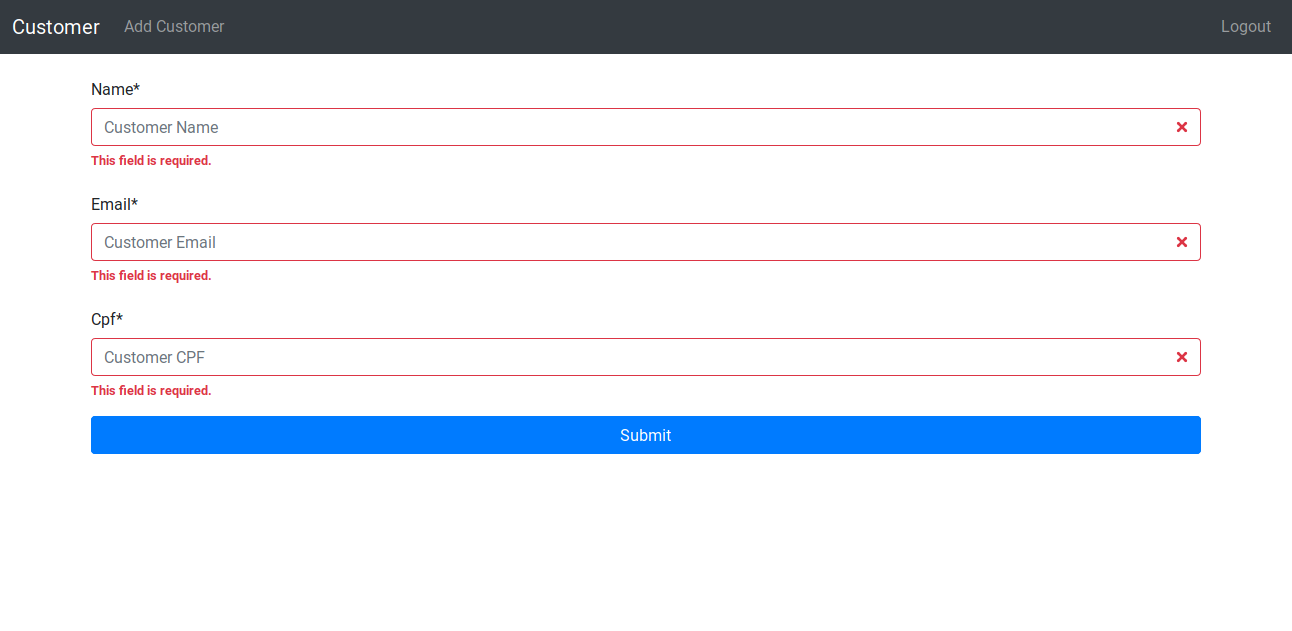 Customer Add Customer Logout
Name*
Customer Name
This field is required.
Email*
Customer Email
This field is required.
Cpf*
Customer CPF
This field is required.
Submit